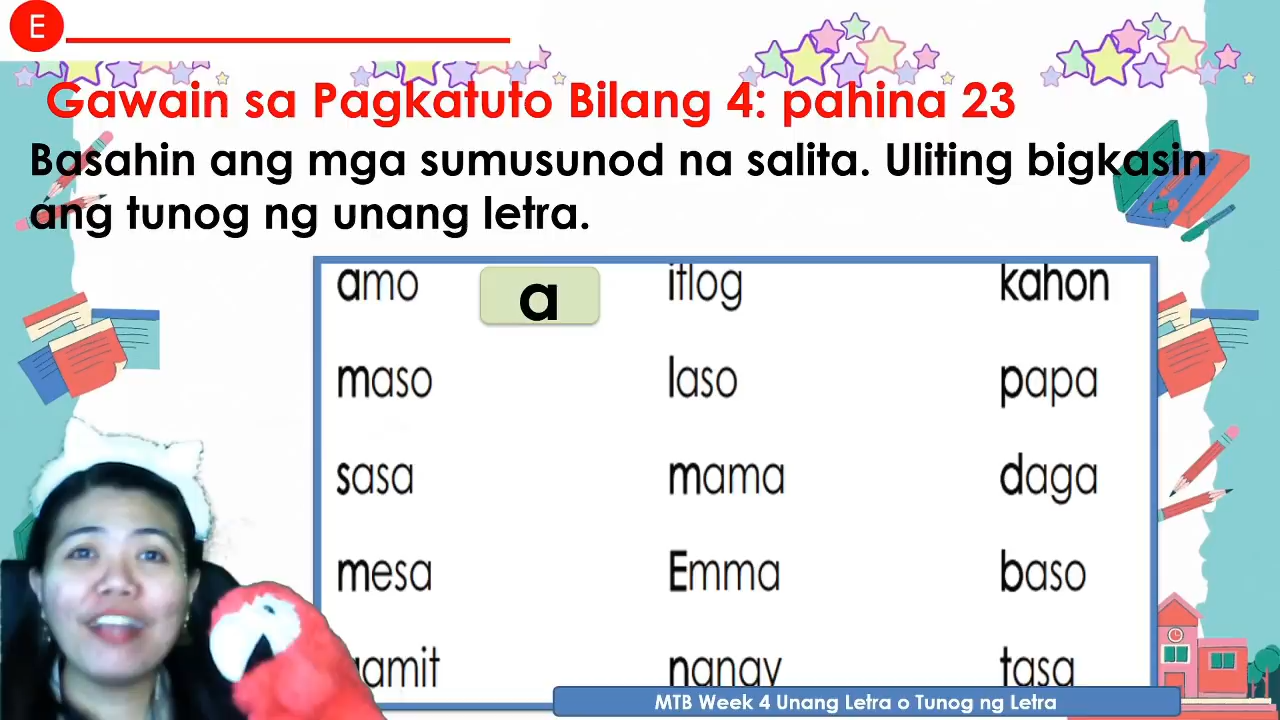 E
Gawain sa Pagkatuto Bilang 4: pahina 23
Basahin ang mga sumusunod na salita. Uliting bigkasin
ang tunog ng unang letra.
amo a itlog kahon
maso laso papa
sasa mama daga
mesa Emma baso
nanay tasa
MTB Week 4 Unang Letra o Tunog ng Letra